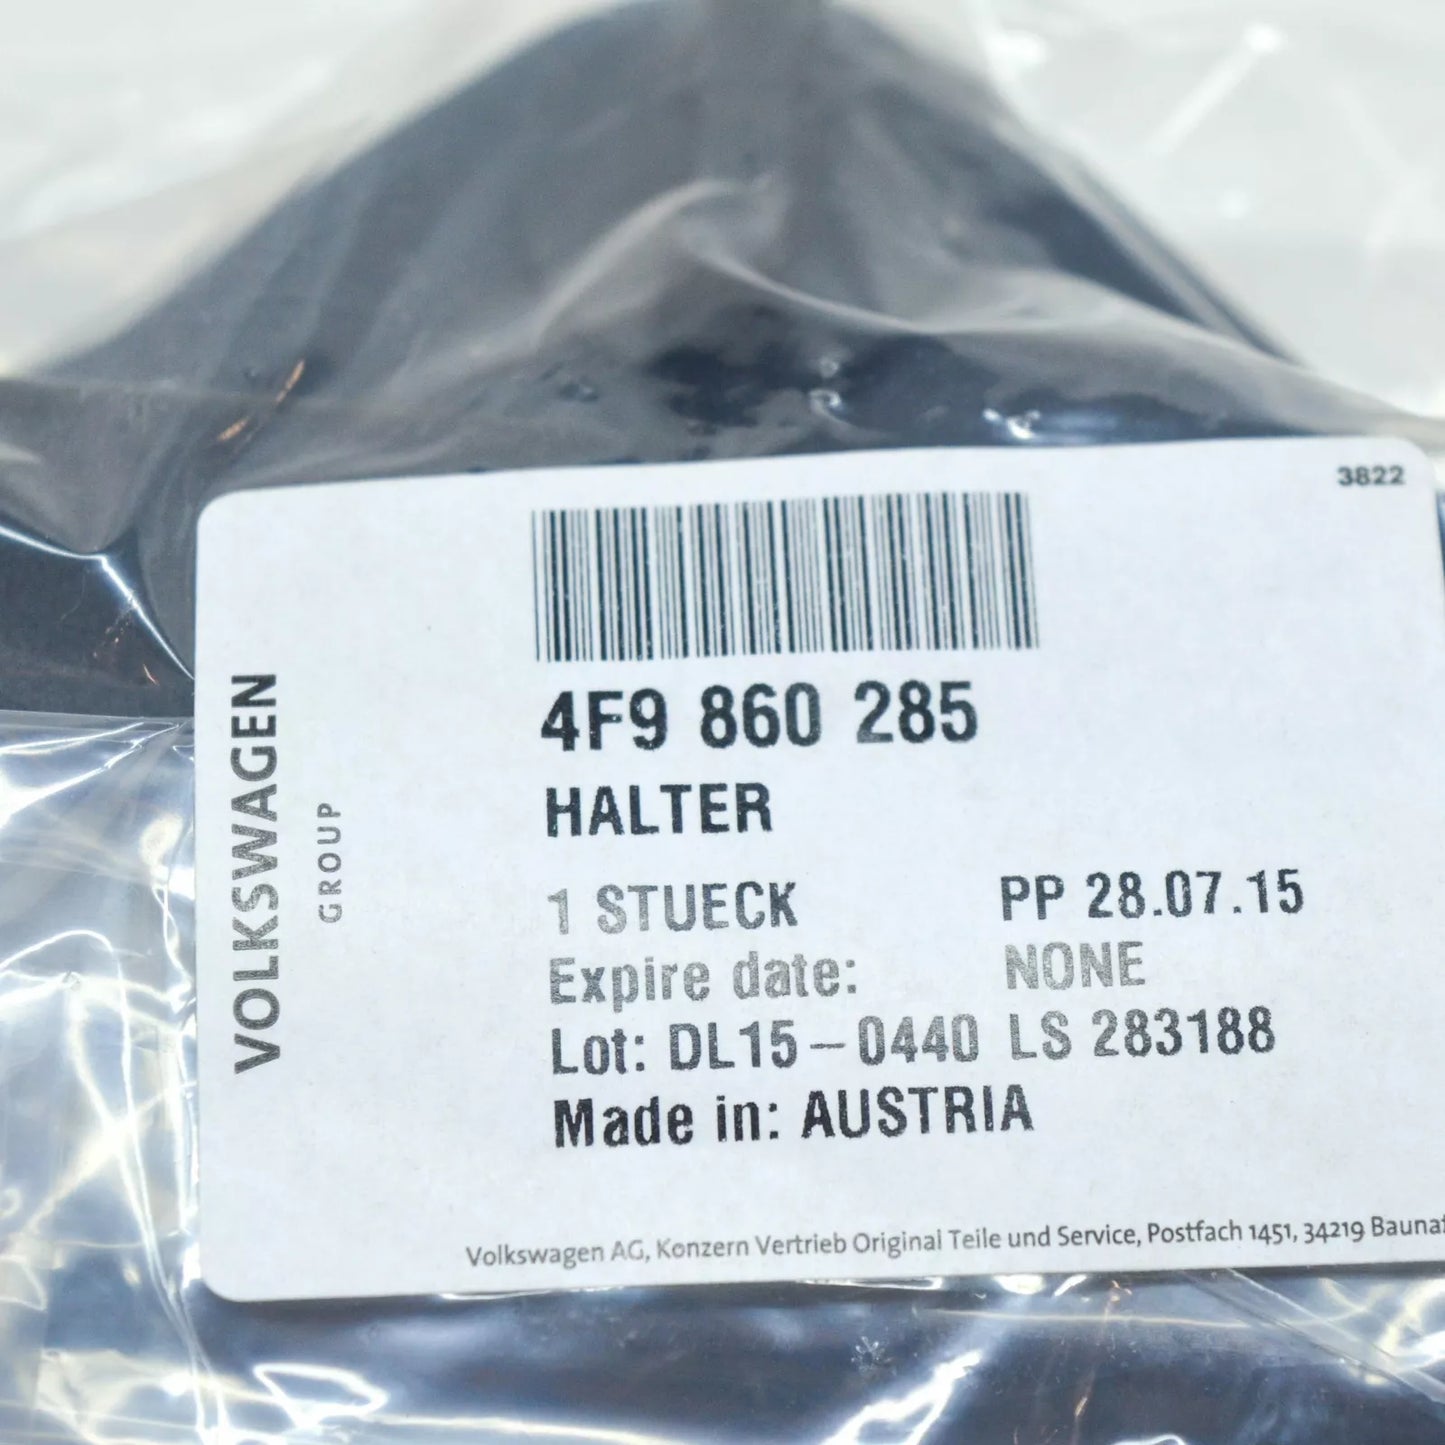 3822
VOLKSWAGEN
GROUP
4F9 860 285
HALTER
1 STUECK PP 28.07.15
Expire date: NONE
Lot: DL15-0440 LS 283188
Made in: AUSTRIA
Volkswagen AG, Konzern Vertrieb Original Teile und Service, Postfach 1451, 34219 Baunat